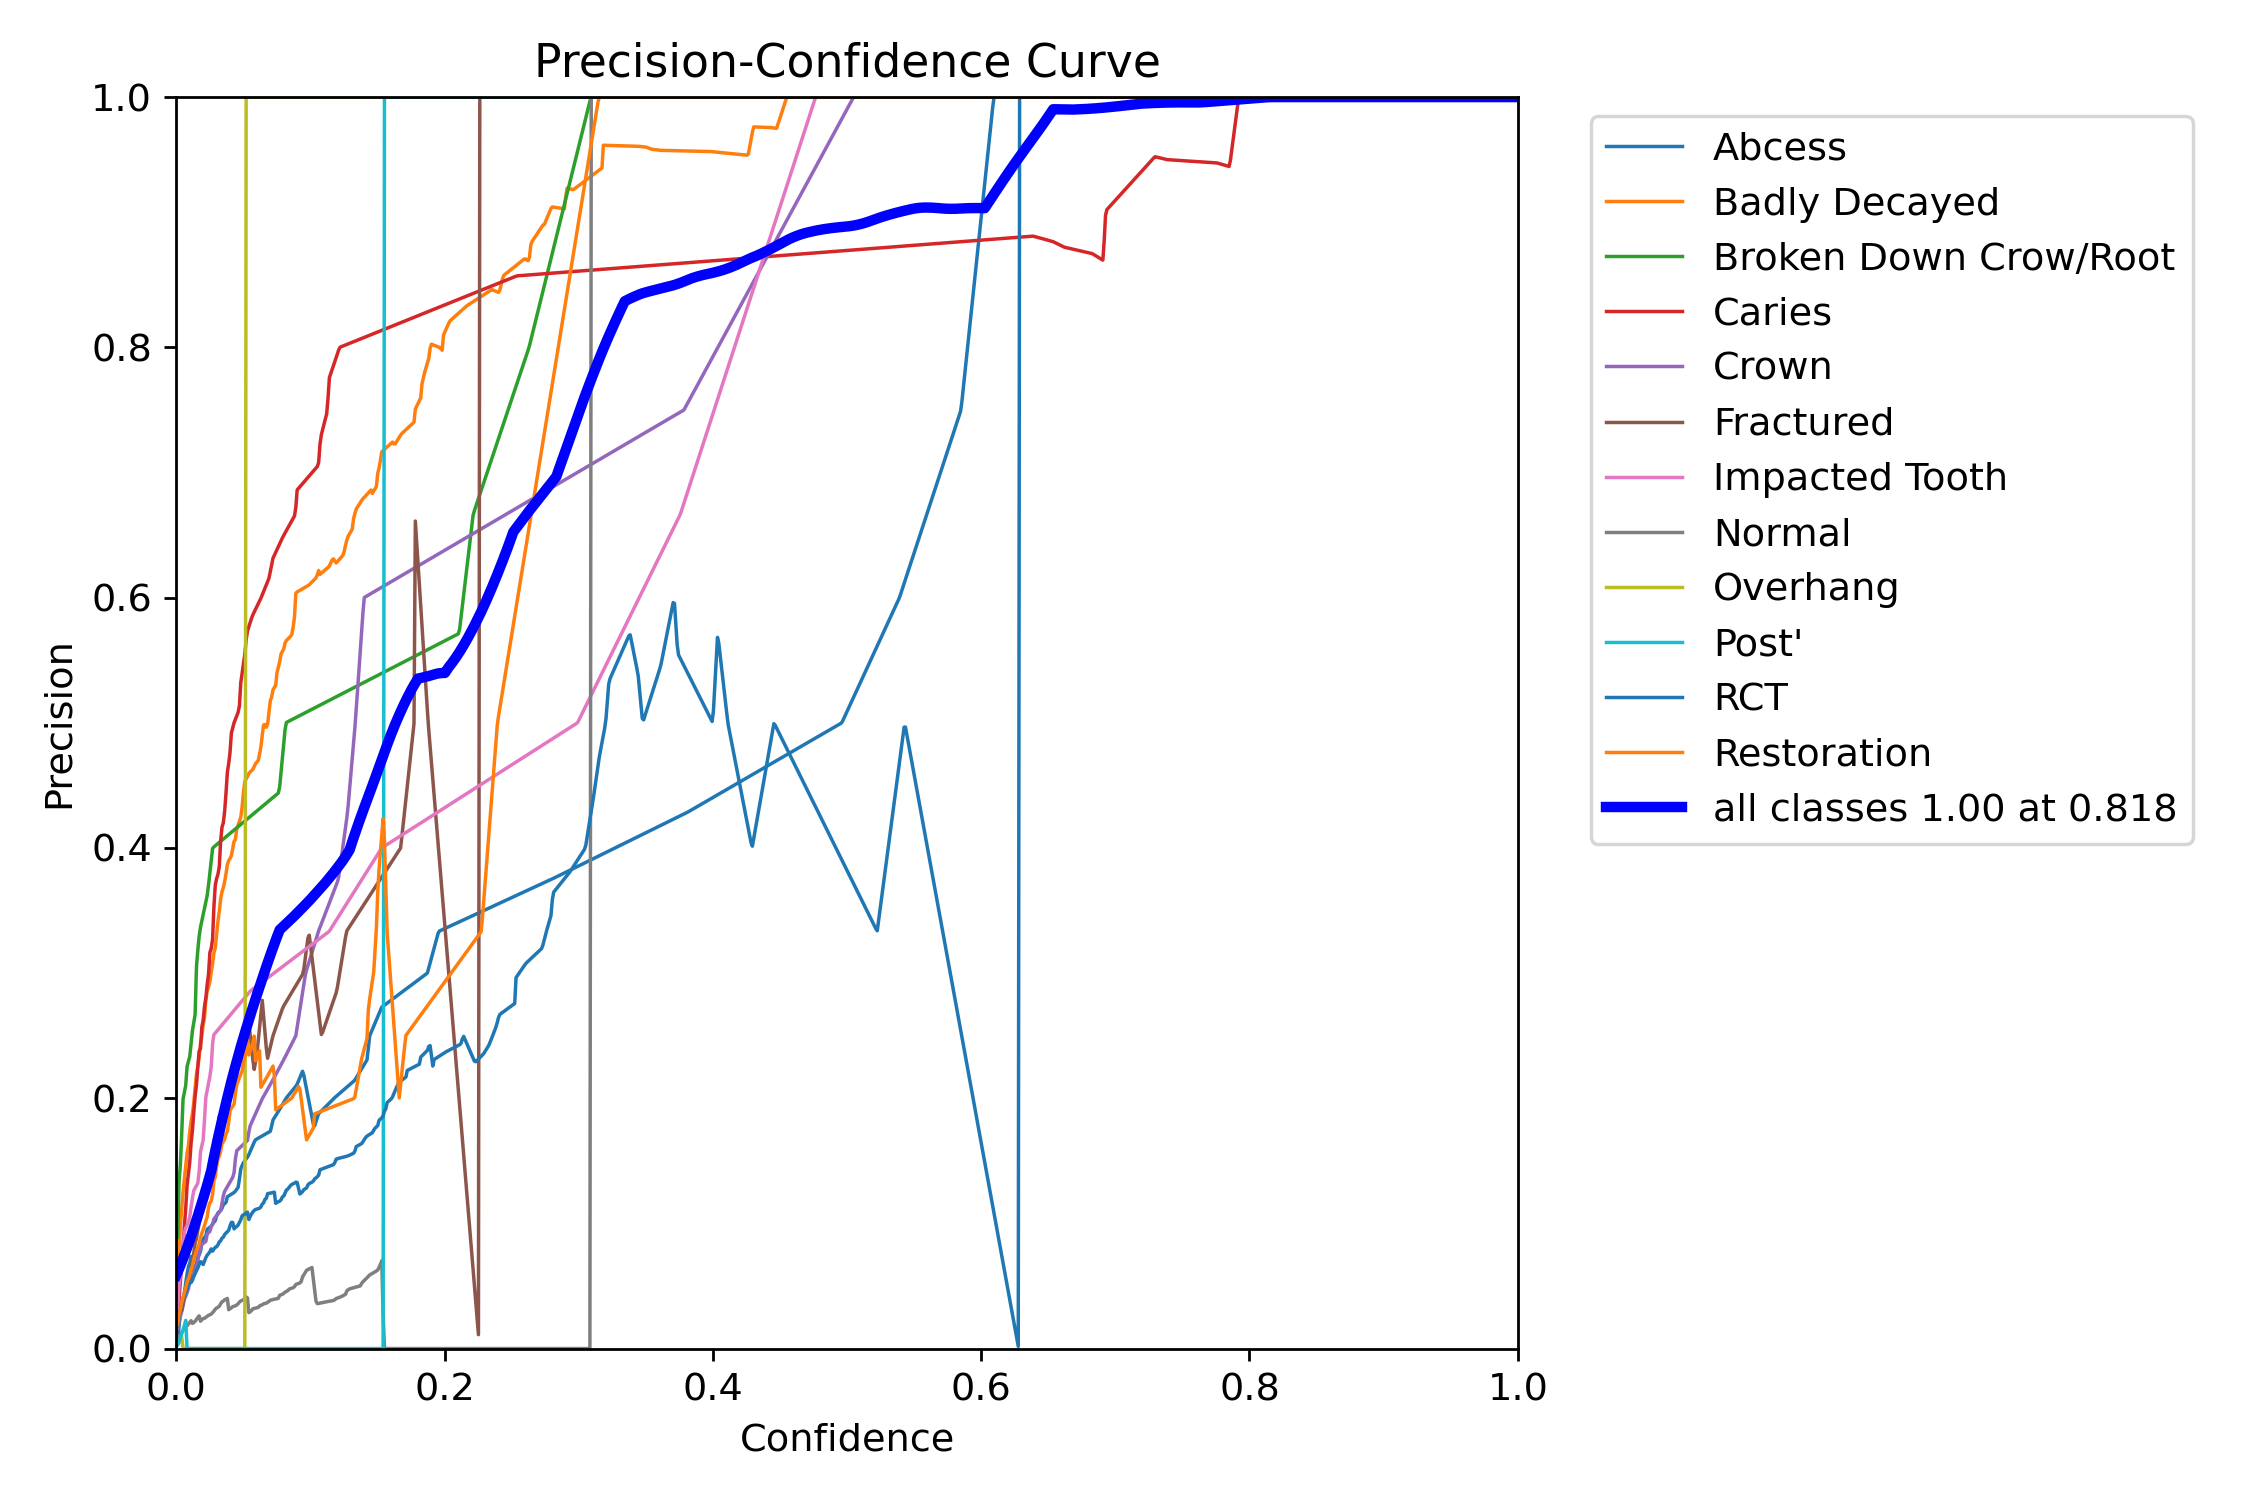 Precision-Confidence Curve
1.0
0.8
0.6
0.4
0.2
0.0
Precision
0.0 0.2 0.4 0.6 0.8 1.0
Confidence
Abcess
Badly Decayed
Broken Down Crow/Root
Caries
Crown
Fractured
Impacted Tooth
Normal
Overhang
Post'
RCT
Restoration
all classes 1.00 at 0.818